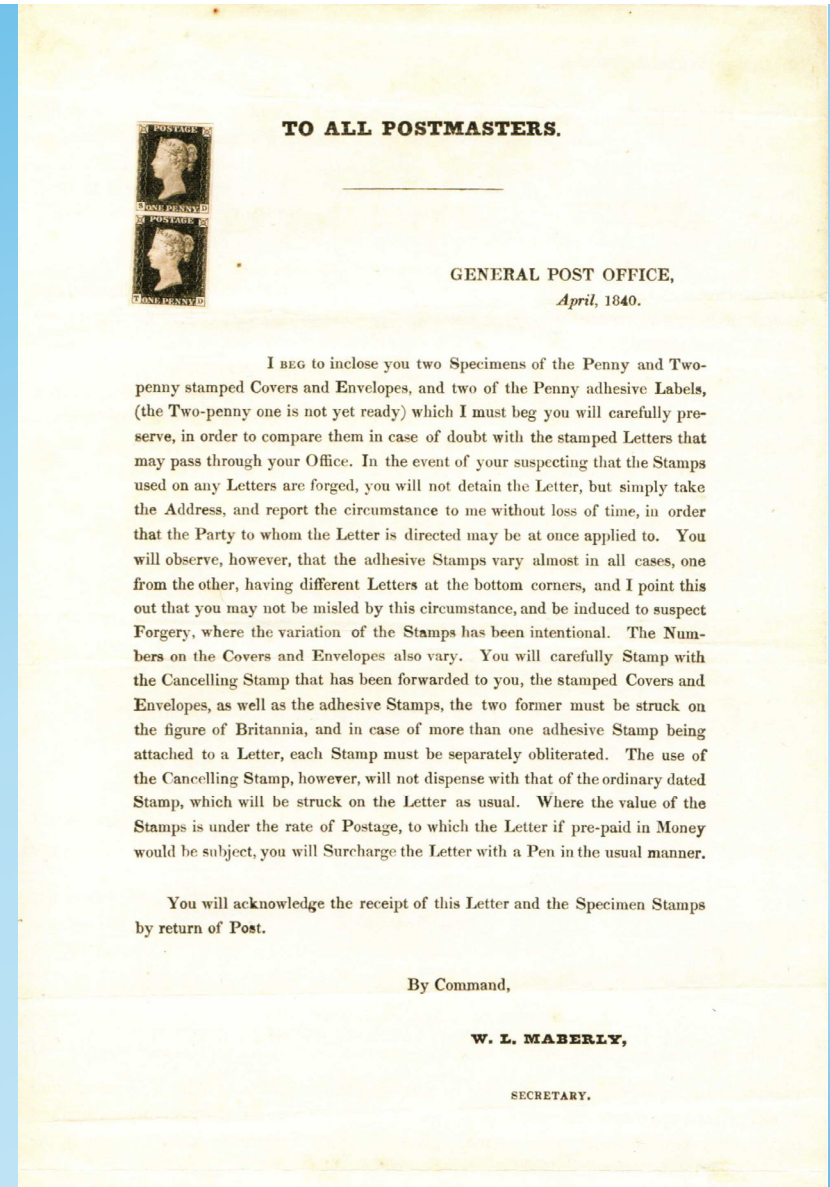 POSTAGE
S ONE PENNY D
POSTAGE
T ONE PENNY D
TO ALL POSTMASTERS.
GENERAL POST OFFICE,
April, 1840.
I BEG to inclose you two Specimens of the Penny and Two-
penny stamped Covers and Envelopes, and two of the Penny adhesive Labels,
(the Two-penny one is not yet ready) which I must beg you will carefully pre-
serve, in order to compare them in case of doubt with the stamped Letters that
may pass through your Office. In the event of your suspecting that the Stamps
used on any Letters are forged, you will not detain the Letter, but simply take
the Address, and report the circumstance to me without loss of time, in order
that the Party to whom the Letter is directed may be at once applied to. You
will observe, however, that the adhesive Stamps vary almost in all cases, one
from the other, having different Letters at the bottom corners, and I point this
out that you may not be misled by this circumstance, and be induced to suspect
Forgery, where the variation of the Stamps has been intentional. The Num-
bers on the Covers and Envelopes also vary. You will carefully Stamp with
the Cancelling Stamp that has been forwarded to you, the stamped Covers and
Envelopes, as well as the adhesive Stamps, the two former must be struck on
the figure of Britannia, and in case of more than one adhesive Stamp being
attached to a Letter, each Stamp must be separately obliterated. The use of
the Cancelling Stamp, however, will not dispense with that of the ordinary dated
Stamp, which will be struck on the Letter as usual. Where the value of the
Stamps is under the rate of Postage, to which the Letter if pre-paid in Money
would be subject, you will Surcharge the Letter with a Pen in the usual manner.
You will acknowledge the receipt of this Letter and the Specimen Stamps
by return of Post.
By Command,
W. L. MABERLY,
SECRETARY.